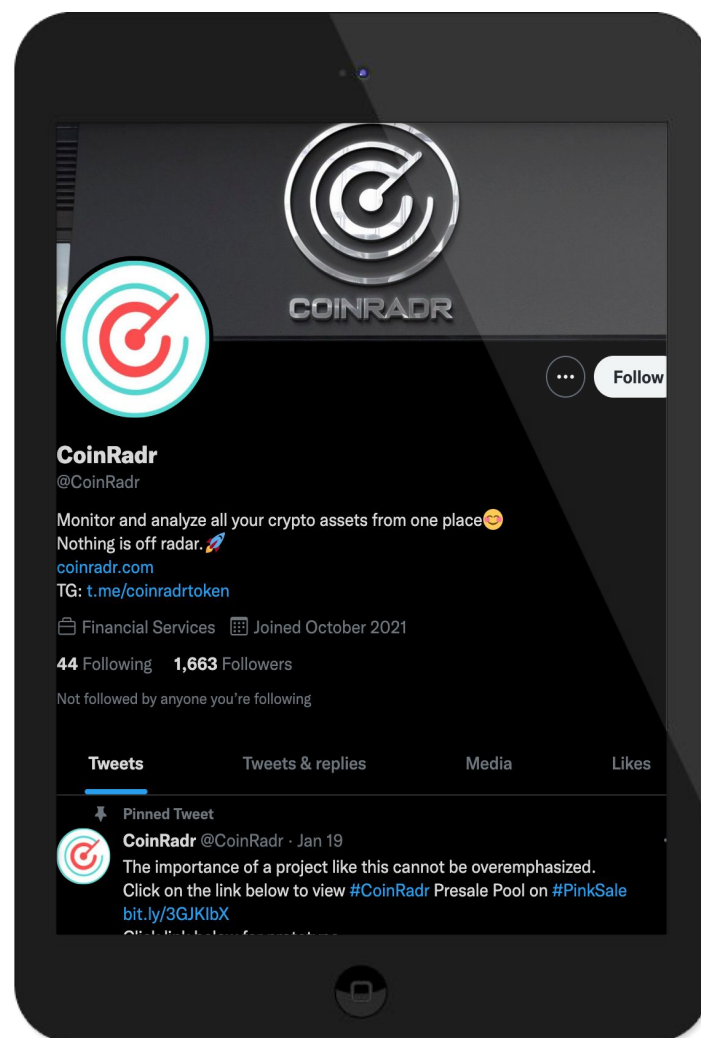 COINRADR
Follow
CoinRadr
@CoinRadr
Monitor and analyze all your crypto assets from one place😊
Nothing is off radar.🚀
coinradr.com
TG: t.me/coinradrtoken
Financial Services Joined October 2021
44 Following 1,663 Followers
Not followed by anyone you're following
Tweets Tweets & replies Media Likes
Pinned Tweet
CoinRadr @CoinRadr · Jan 19
The importance of a project like this cannot be overemphasized.
Click on the link below to view #CoinRadr Presale Pool on #PinkSale
bit.ly/3GJKlbX